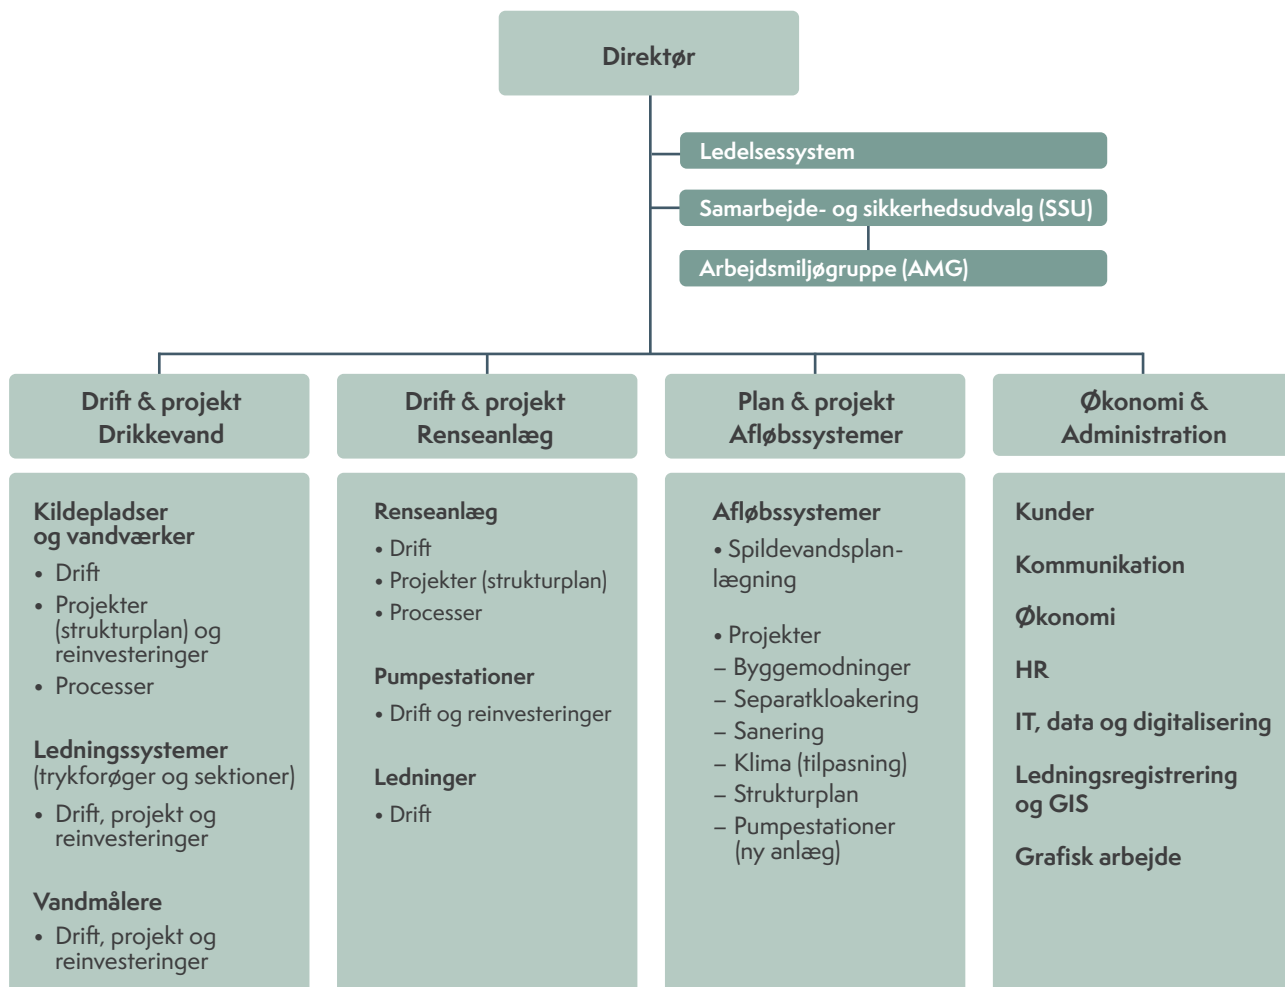 Direktør
Ledelsessystem
Samarbejde- og sikkerhedsudvalg (SSU)
Arbejdsmiljøgruppe (AMG)
Drift & projekt
Drikkevand
Drift & projekt
Renseanlæg
Plan & projekt
Afløbssystemer
Økonomi &
Administration
Kildepladser
og vandværker
• Drift
• Projekter
(strukturplan) og
reinvesteringer
• Processer
Ledningssystemer
(trykforøger og sektioner)
• Drift, projekt og
reinvesteringer
Vandmålere
• Drift, projekt og
reinvesteringer
Renseanlæg
• Drift
• Projekter (strukturplan)
• Processer
Pumpestationer
• Drift og reinvesteringer
Ledninger
• Drift
Afløbssystemer
• Spildevandsplan-
lægning
• Projekter
– Byggemodninger
– Separatkloakering
– Sanering
– Klima (tilpasning)
– Strukturplan
– Pumpestationer
(ny anlæg)
Kunder
Kommunikation
Økonomi
HR
IT, data og digitalisering
Ledningsregistrering
og GIS
Grafisk arbejde